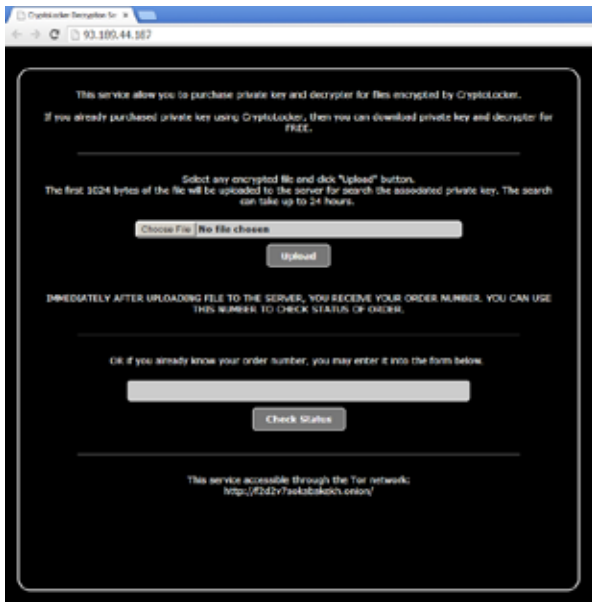 CryptoLocker Decryption Se
93.189.44.187
This service allow you to purchase private key and decrypter for files encrypted by CryptoLocker.
If you already purchased private key using CryptoLocker, then you can download private key and decrypter for
FREE.
Select any encrypted file and click "Upload" button.
The first 1024 bytes of the file will be uploaded to the server for search the associated private key. The search
can take up to 24 hours.
Choose File No file chosen
Upload
IMMEDIATELY AFTER UPLOADING FILE TO THE SERVER, YOU RECEIVE YOUR ORDER NUMBER. YOU CAN USE
THIS NUMBER TO CHECK STATUS OF ORDER.
OR if you already know your order number, you may enter it into the form below.
Check Status
This service accessible through the Tor network: